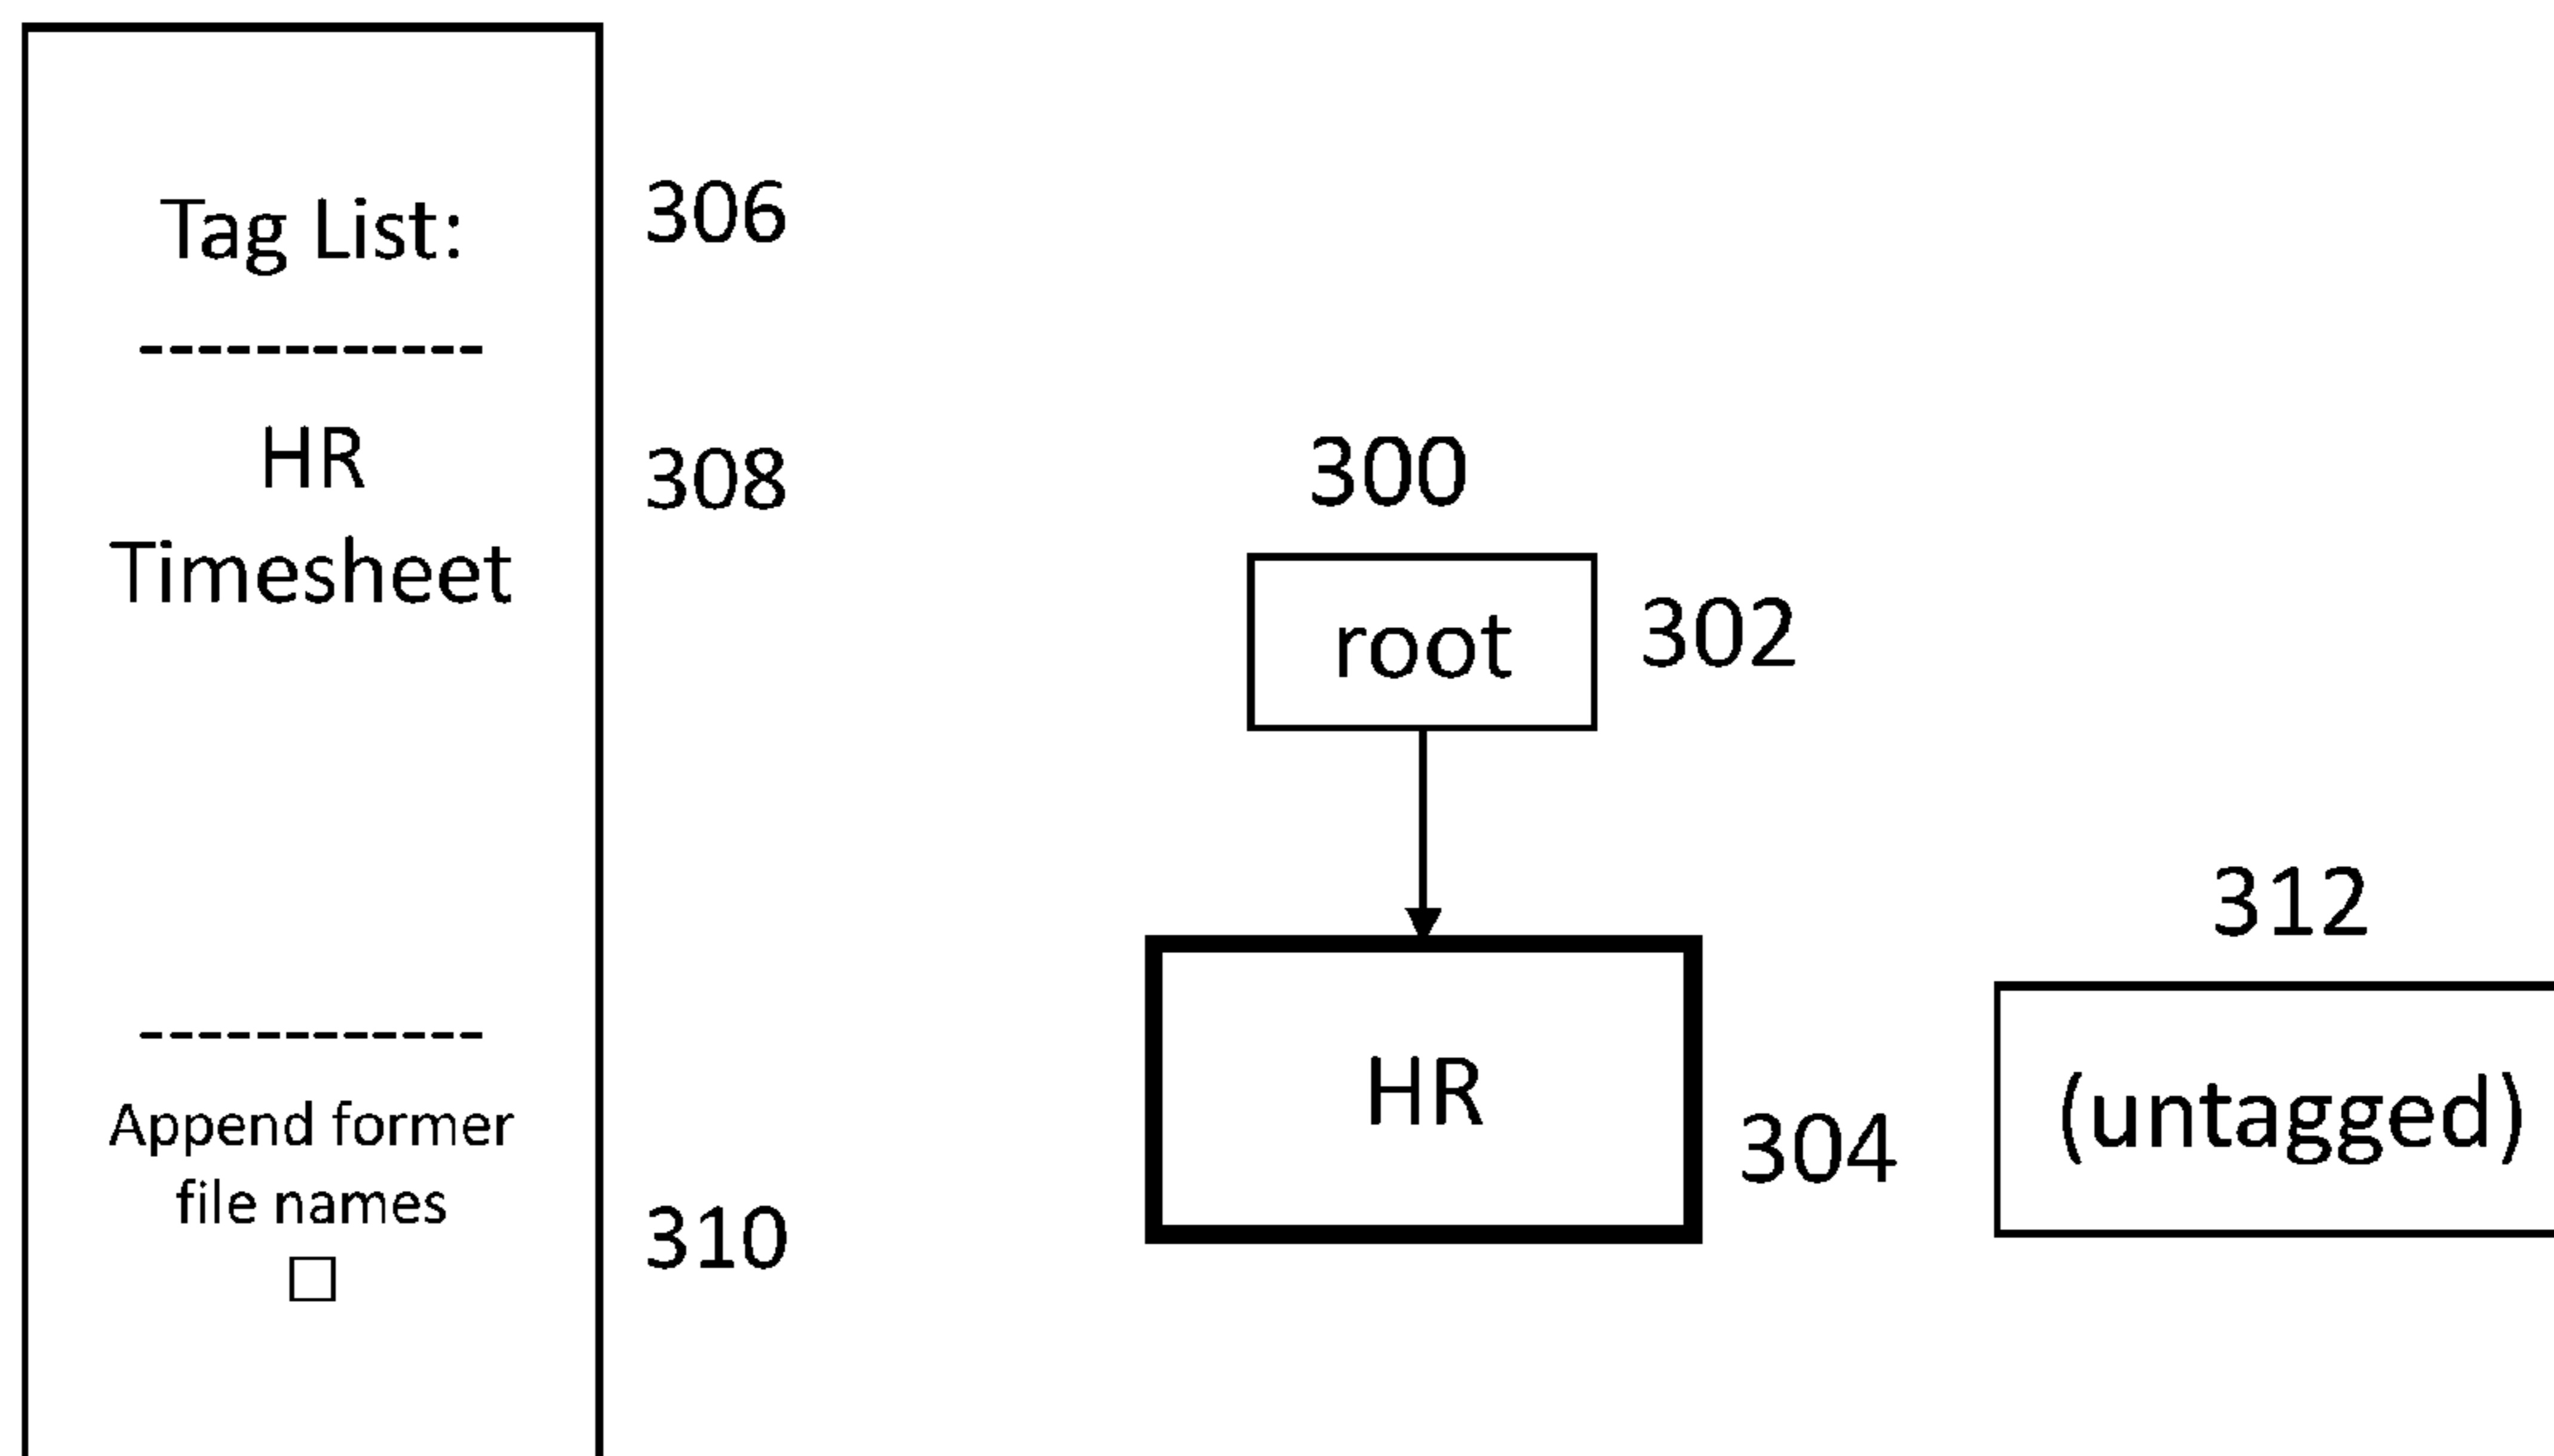 Tag List:
306
------------
HR
308
Timesheet
------------
Append former
file names
310
300
root
302
HR
304
312
(untagged)